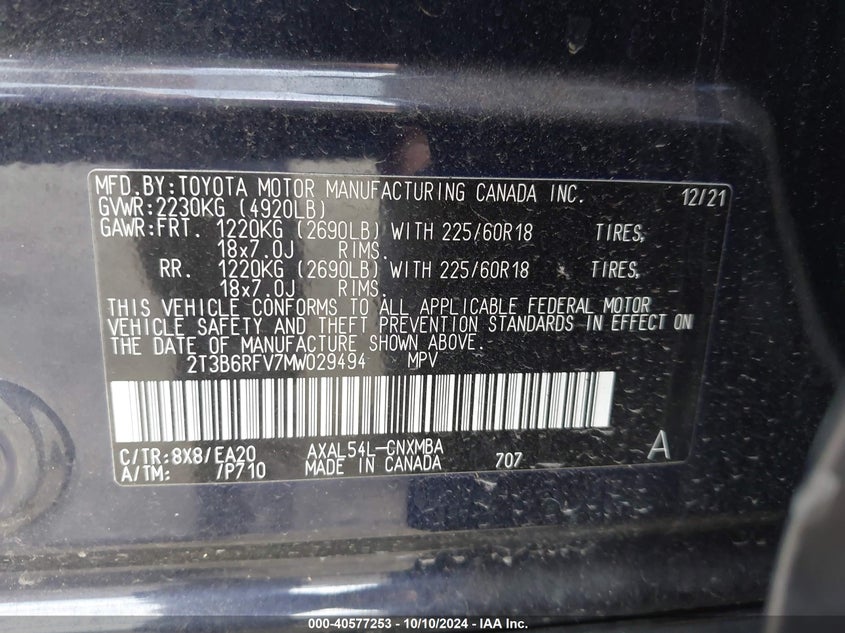 MFD.BY:TOYOTA MOTOR MANUFACTURING CANADA INC. 12/21
GVWR:2230KG (4920LB)
GAWR:FRT. 1220KG (2690LB) WITH 225/60R18 TIRES,
18x7.0J RIMS.
RR. 1220KG (2690LB) WITH 225/60R18 TIRES,
18x7.0J RIMS.
THIS VEHICLE CONFORMS TO ALL APPLICABLE FEDERAL MOTOR
VEHICLE SAFETY AND THEFT PREVENTION STANDARDS IN EFFECT ON
THE DATE OF MANUFACTURE SHOWN ABOVE.
2T3B6RFV7MW029494 MPV
C/TR:8X8/EA20 AXAL54L-CNXMBA A
A/TM: /P710 MADE IN CANADA 707
000-40577253 - 10/10/2024 - IAA Inc.